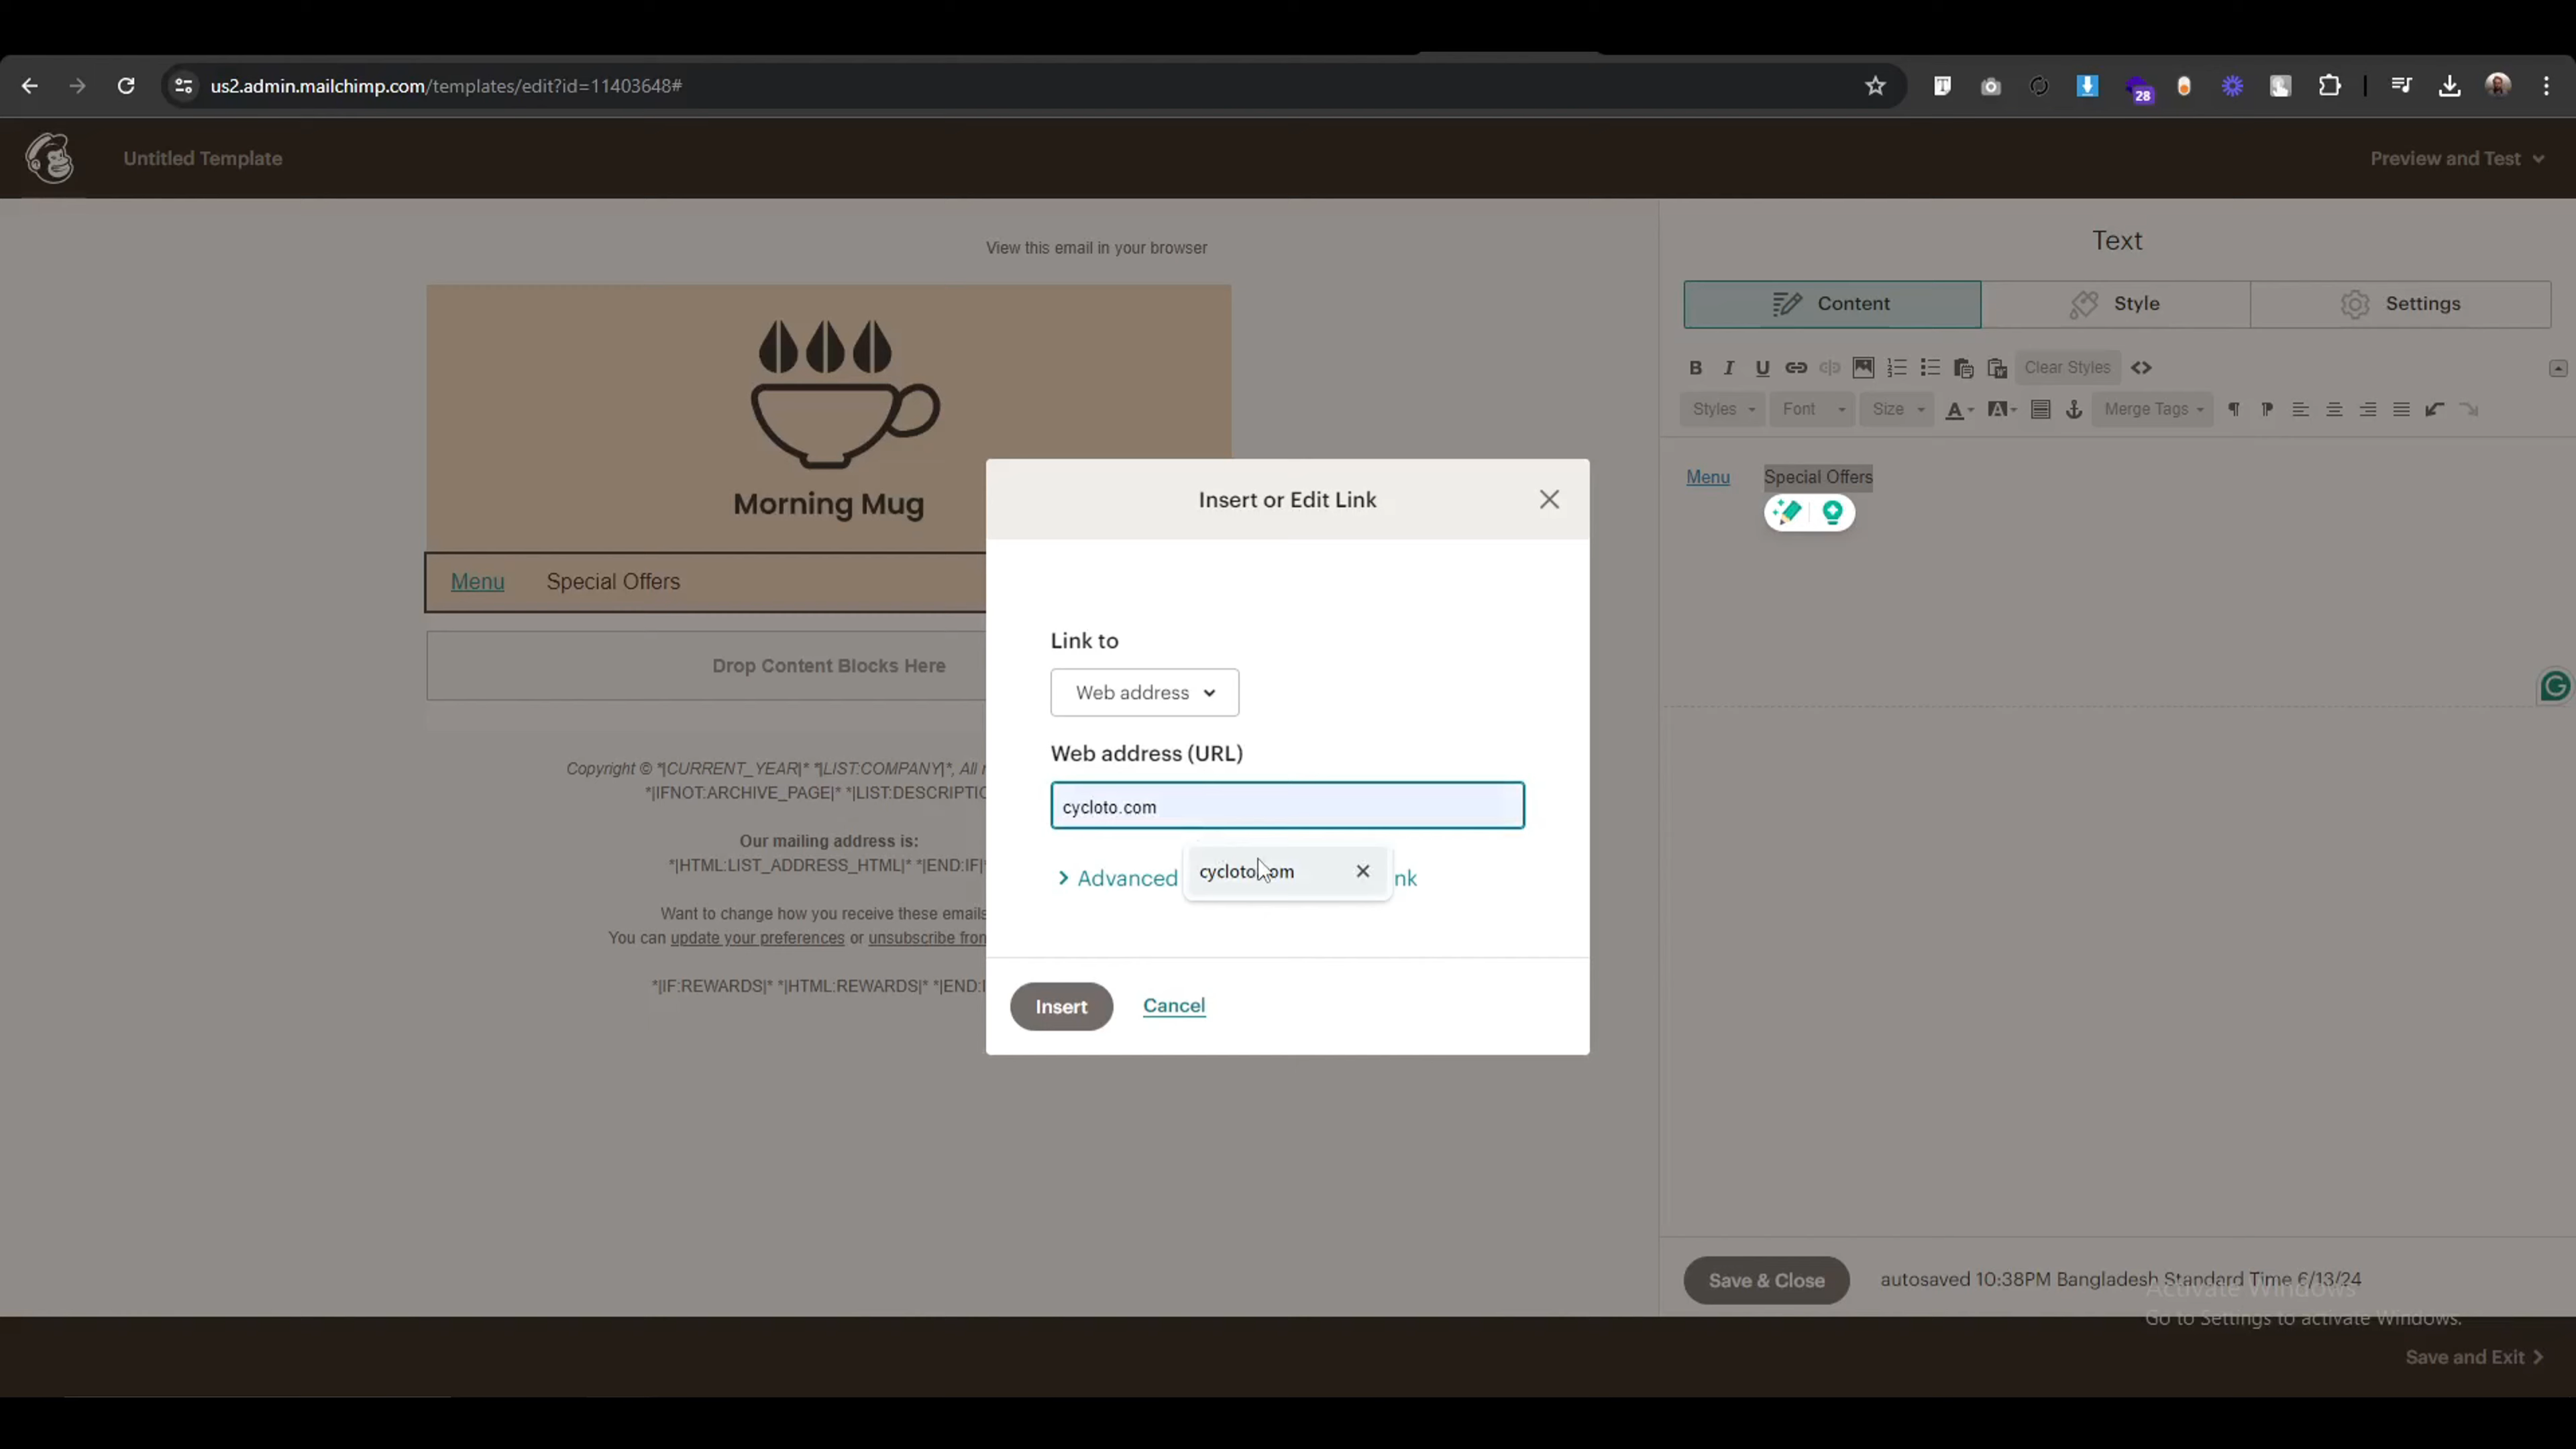 us2.admin.mailchimp.com/templates/edit?id=11403648#
28
Untitled Template
Preview and Test
View this email in your browser
Morning Mug
Menu Special Offers
Drop Content Blocks Here
Copyright © *|CURRENT_YEAR|* *|LIST:COMPANY|*, All
*|IFNOT:ARCHIVE_PAGE|* *|LIST:DESCRIPTIO
Our mailing address is:
*|HTML:LIST_ADDRESS_HTML|* *|END:IF|*
Want to change how you receive these emails
You can update your preferences or unsubscribe from
*|IF:REWARDS|* *|HTML:REWARDS|* *|END:I
Insert or Edit Link
Link to
Web address
Web address (URL)
cycloto.com
cycloto.com
Advanced
Insert Cancel
Text
Content Style Settings
B I U Clear Styles
Styles Font Size A A Merge Tags
Menu Special Offers
Save & Close autosaved 10:38PM Bangladesh Standard Time 6/13/24
Activate Windows
Go to Settings to activate Windows.
Save and Exit